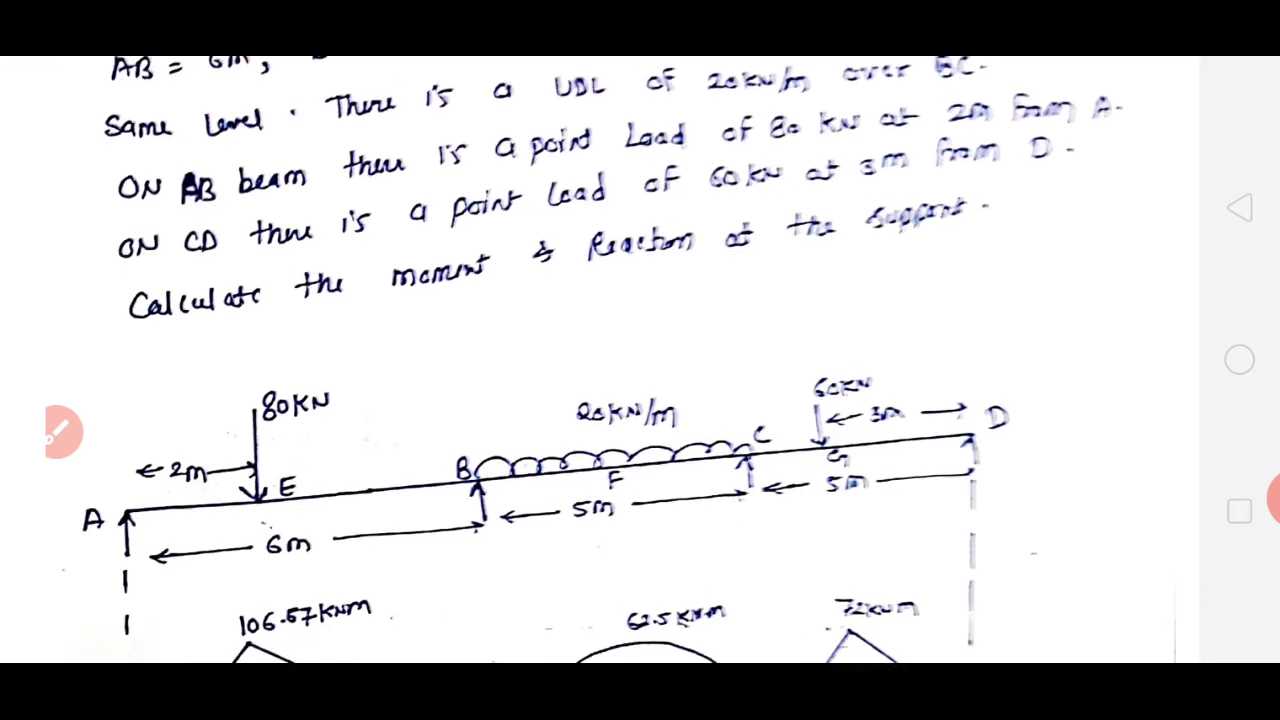 AB = 6m,
Same level. There is a UDL of 20kN/m over BC.
ON AB beam there is a point Load of 80 kN at 2m from A.
ON CD there is a point load of 60kN at 3m from D.
Calculate the moment & Reaction at the support.
80KN
20KN/m
60KN
3m
D
C
2m
E
B
F
G
A
5m
5m
6m
106.67KNm
62.5KNm
72KNm